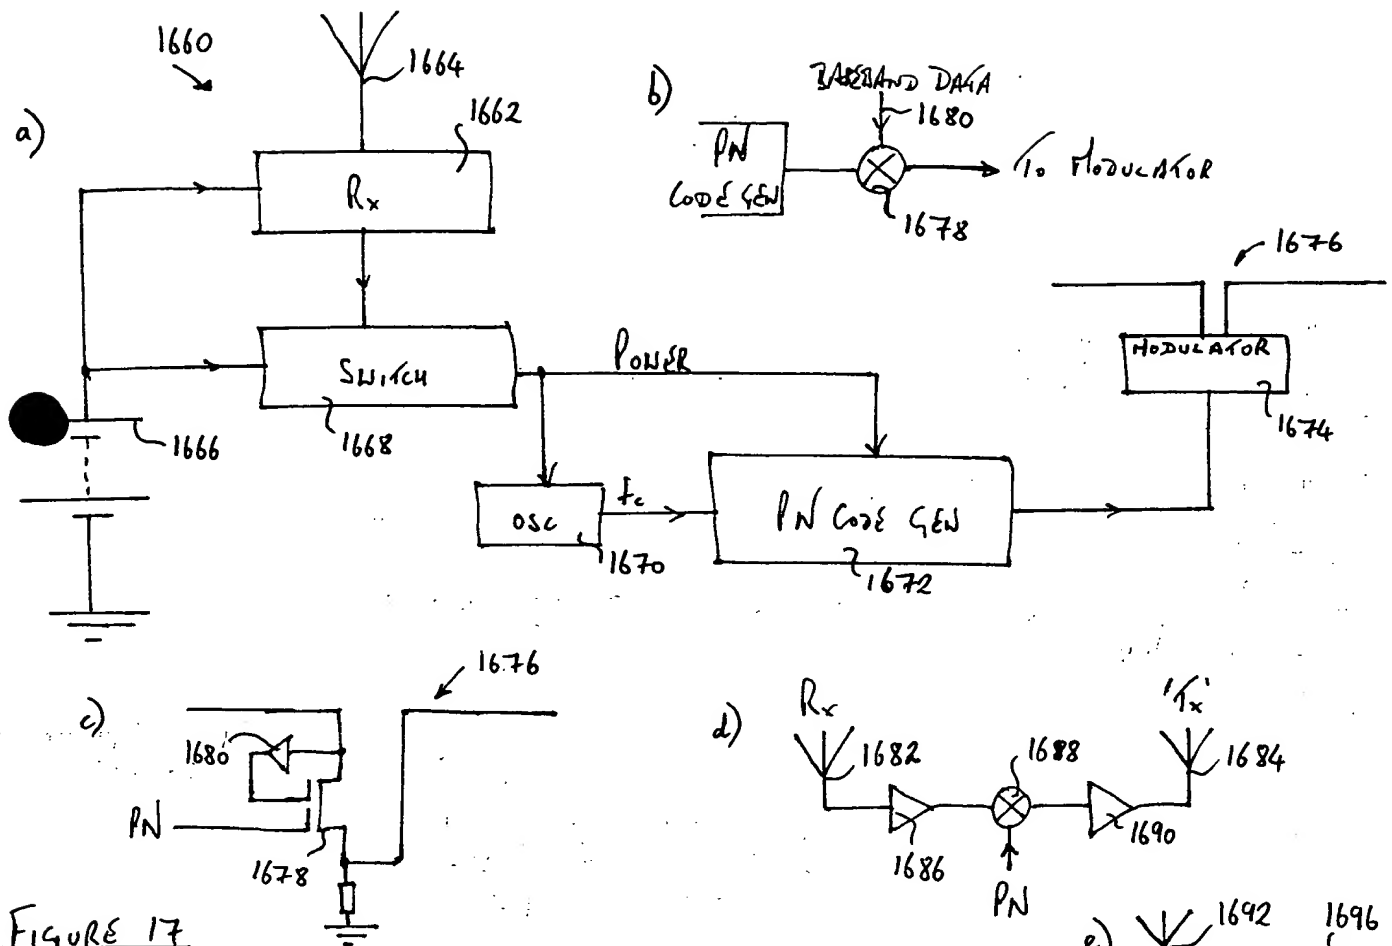 1660
1664
a)
1662
Rx
SWITCH
1668
1666
POWER
OSC
1670
fc
PN CODE GEN
1672
MODULATOR
1674
1676
b)
BASEBAND DATA
1680
PN
CODE GEN
1678
To MODULATOR
c)
1676
1680
PN
1678
d)
Rx
'Tx'
1682
1688
1684
1686
1690
PN
FIGURE 17
e)
1692
1696